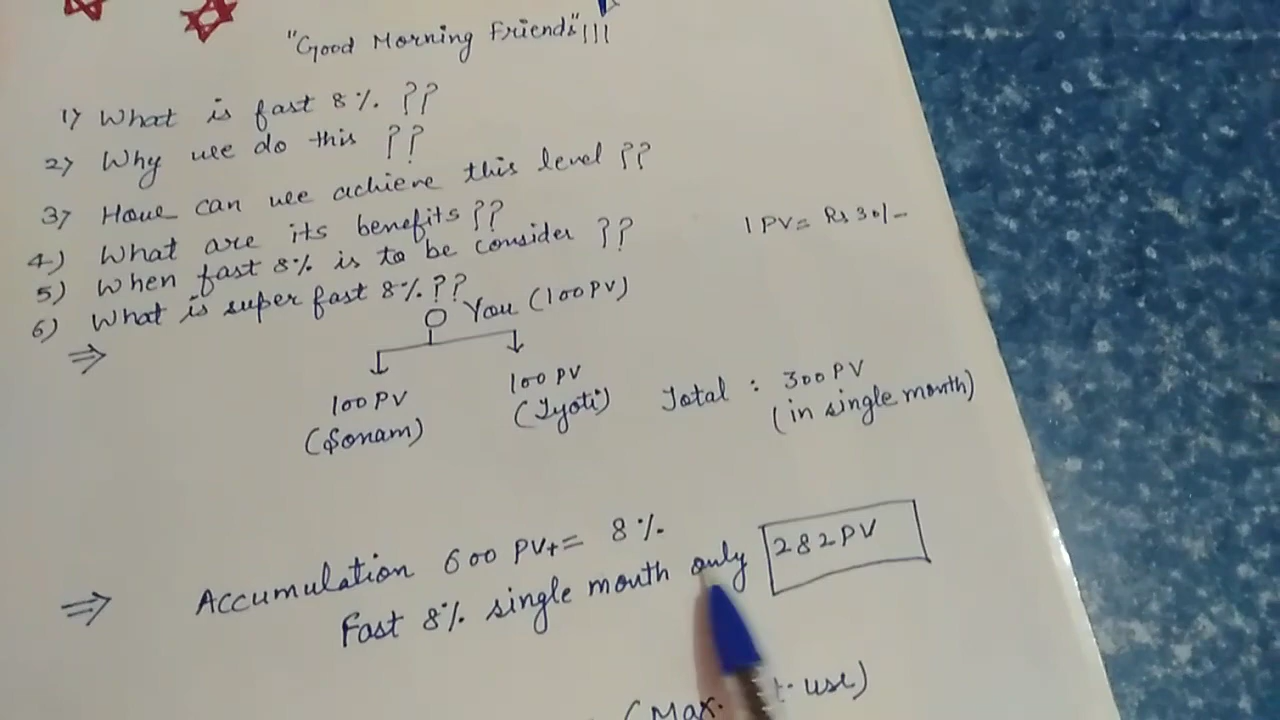 "Good Morning Friends"!!!
1) What is fast 8% ??
2) Why we do this ??
3) How can we achieve this level ??
4) What are its benefits ??
5) When fast 8% is to be consider ??
6) What is super fast 8% ??
1 PV = Rs 30/-
⇒ You (100 PV)
100 PV 100 PV
(Sonam) (Jyoti)
Total : 300 PV
(in single month)
⇒ Accumulation 600 PV+ = 8%
Fast 8% single month only 282 PV
(Max. use)